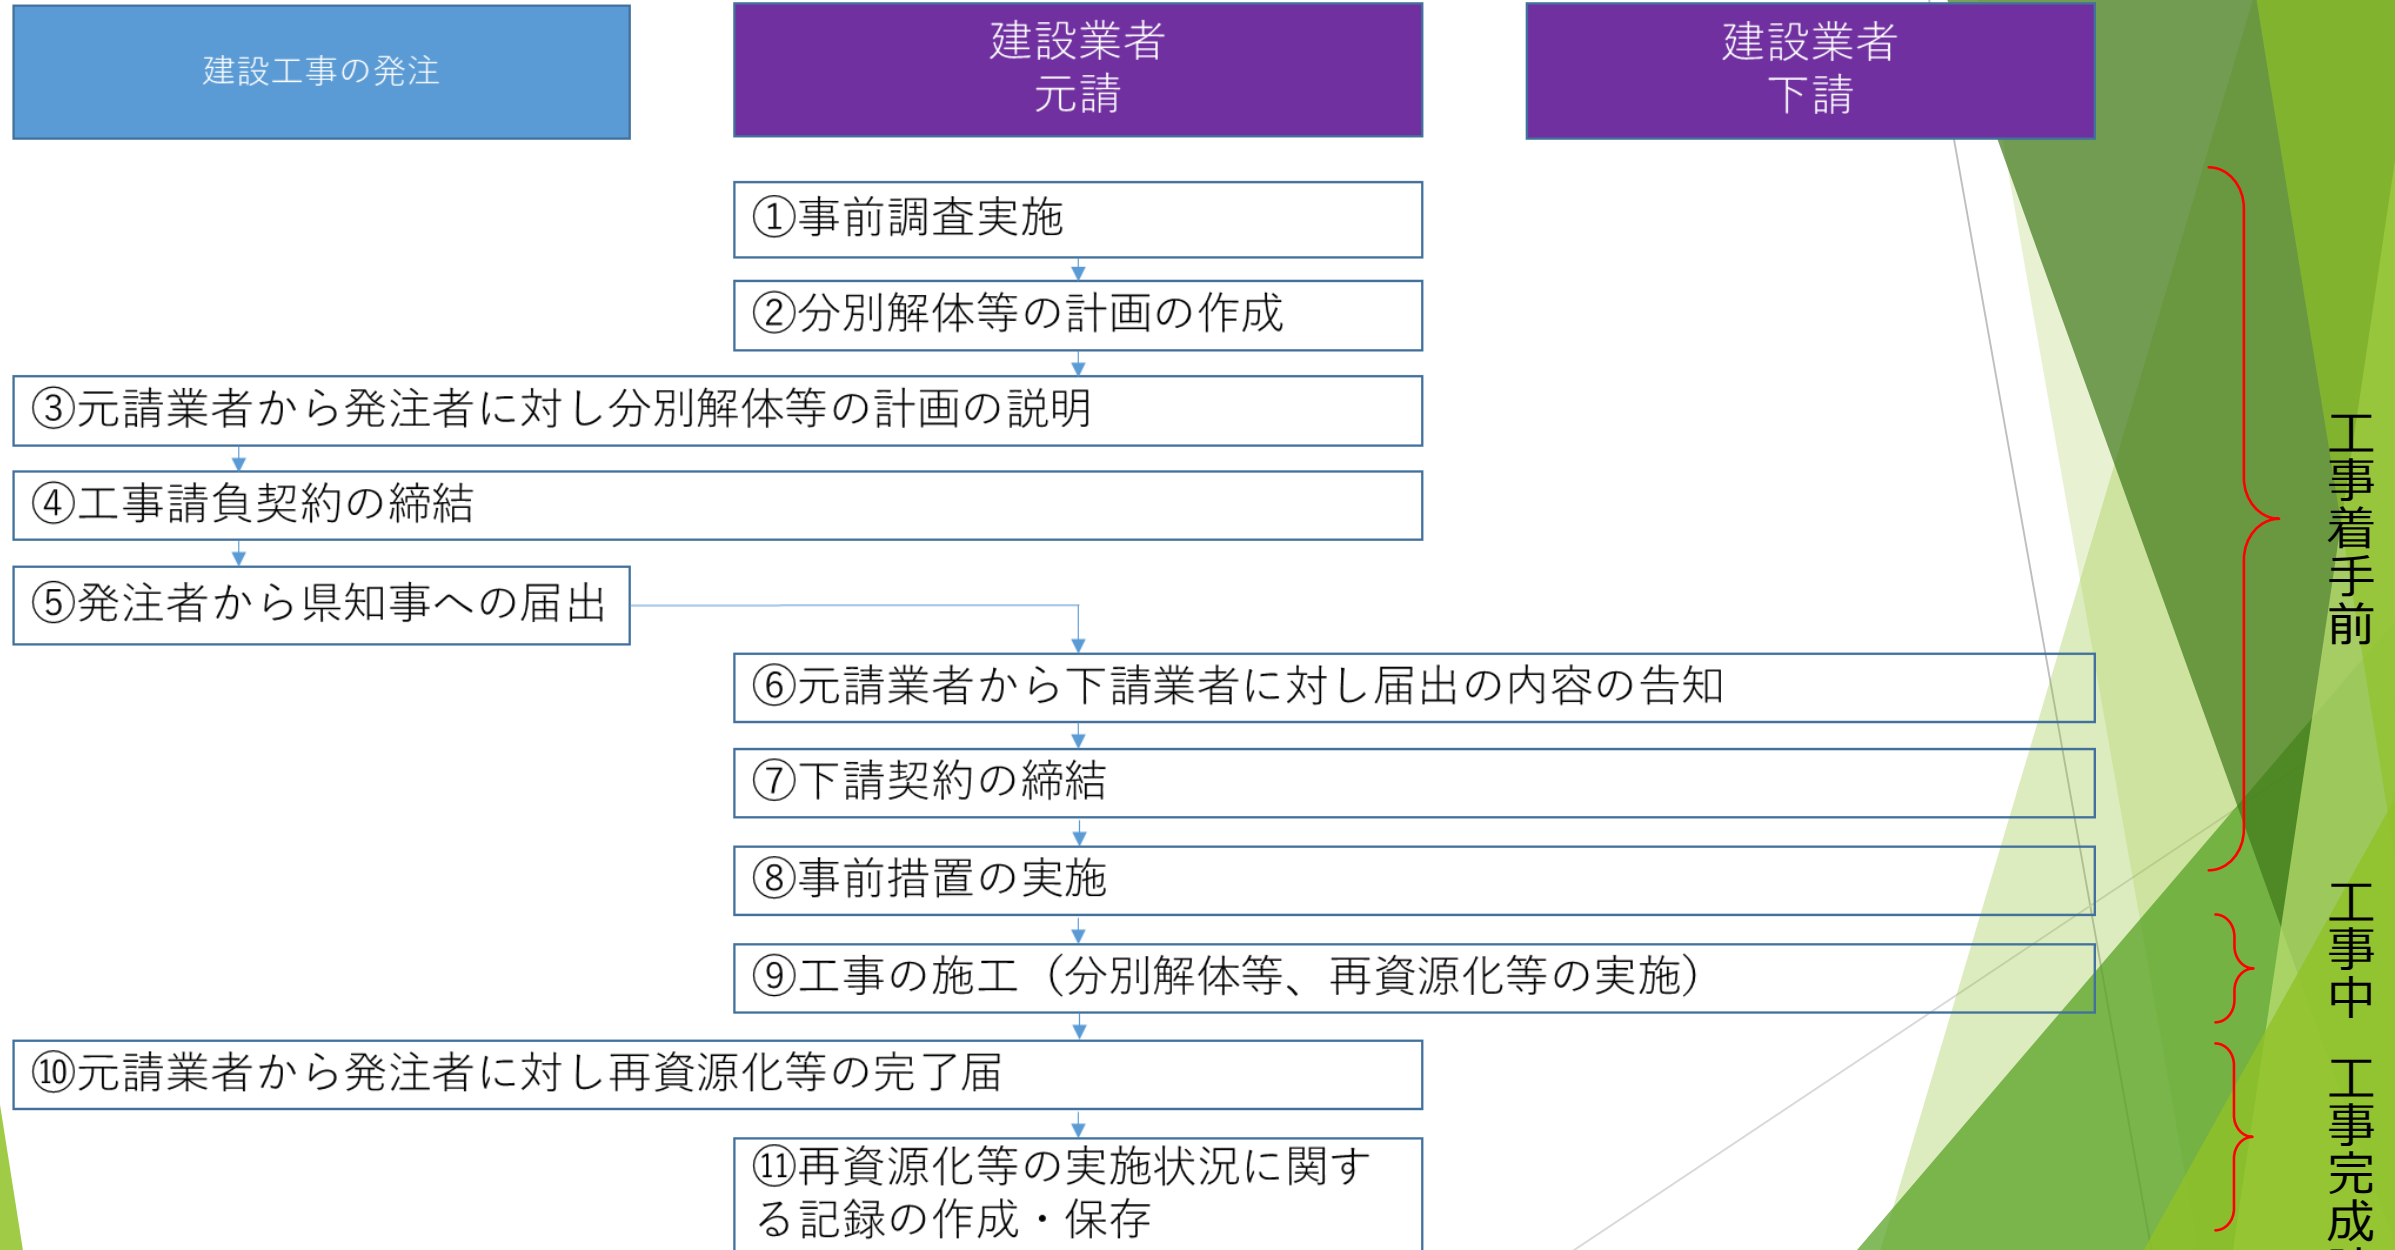 建設工事の発注
建設業者
元請
建設業者
下請
①事前調査実施
②分別解体等の計画の作成
③元請業者から発注者に対し分別解体等の計画の説明
④工事請負契約の締結
⑤発注者から県知事への届出
⑥元請業者から下請業者に対し届出の内容の告知
⑦下請契約の締結
⑧事前措置の実施
⑨工事の施工（分別解体等、再資源化等の実施）
⑩元請業者から発注者に対し再資源化等の完了届
⑪再資源化等の実施状況に関す
る記録の作成・保存
工事着手前
工事中
工事完成